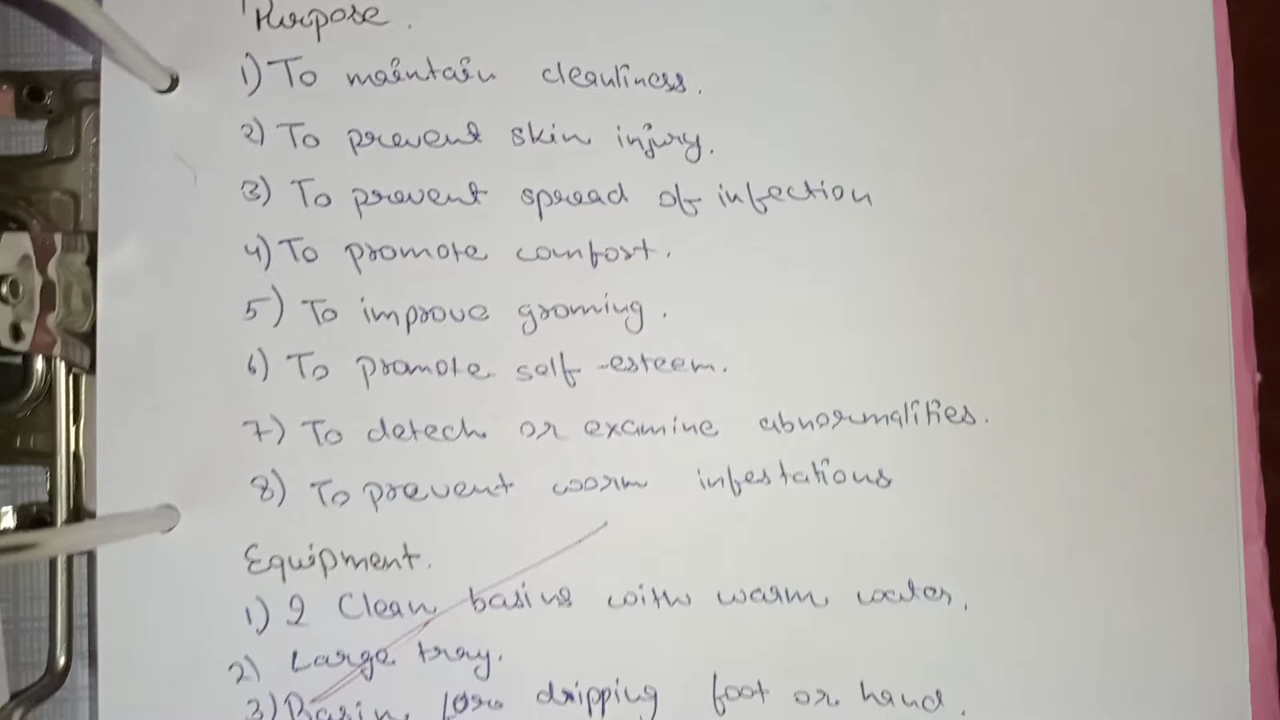 Purpose.
1) To maintain cleanliness.
2) To prevent skin injury.
3) To prevent spread of infection
4) To promote comfort.
5) To improve groming.
6) To promote self-esteem.
7) To detech or examine abnormalities.
8) To prevent worm infestations
Equipment.
1) 2 Clean basins with warm water.
2) Large tray.
3) Basin for dripping foot or hand.